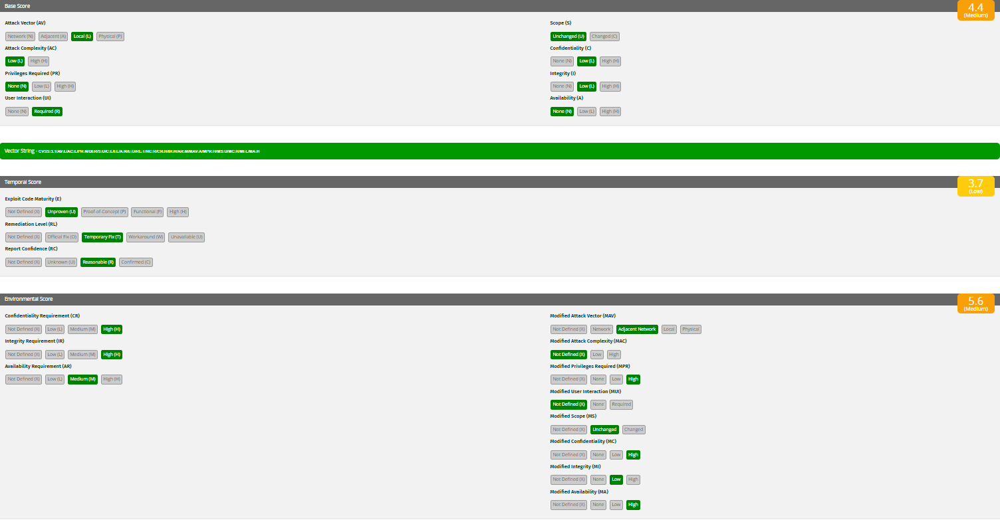 Base Score
4.4
(Medium)
Attack Vector (AV)
Network (N) Adjacent (A) Local (L) Physical (P)
Attack Complexity (AC)
Low (L) High (H)
Privileges Required (PR)
None (N) Low (L) High (H)
User Interaction (UI)
None (N) Required (R)
Scope (S)
Unchanged (U) Changed (C)
Confidentiality (C)
None (N) Low (L) High (H)
Integrity (I)
None (N) Low (L) High (H)
Availability (A)
None (N) Low (L) High (H)
Vector String - CVSS:3.1/AV:L/AC:L/PR:N/UI:R/S:U/C:L/I:L/A:N/E:U/RL:T/RC:R/CR:H/IR:H/AR:M/MAV:A/MPR:H/MS:U/MC:H/MI:L/MA:H
Temporal Score
3.7
(Low)
Exploit Code Maturity (E)
Not Defined (X) Unproven (U) Proof-of-Concept (P) Functional (F) High (H)
Remediation Level (RL)
Not Defined (X) Official Fix (O) Temporary Fix (T) Workaround (W) Unavailable (U)
Report Confidence (RC)
Not Defined (X) Unknown (U) Reasonable (R) Confirmed (C)
Environmental Score
5.6
(Medium)
Confidentiality Requirement (CR)
Not Defined (X) Low (L) Medium (M) High (H)
Integrity Requirement (IR)
Not Defined (X) Low (L) Medium (M) High (H)
Availability Requirement (AR)
Not Defined (X) Low (L) Medium (M) High (H)
Modified Attack Vector (MAV)
Not Defined (X) Network Adjacent Network Local Physical
Modified Attack Complexity (MAC)
Not Defined (X) Low High
Modified Privileges Required (MPR)
Not Defined (X) None Low High
Modified User Interaction (MUI)
Not Defined (X) None Required
Modified Scope (MS)
Not Defined (X) Unchanged Changed
Modified Confidentiality (MC)
Not Defined (X) None Low High
Modified Integrity (MI)
Not Defined (X) None Low High
Modified Availability (MA)
Not Defined (X) None Low High